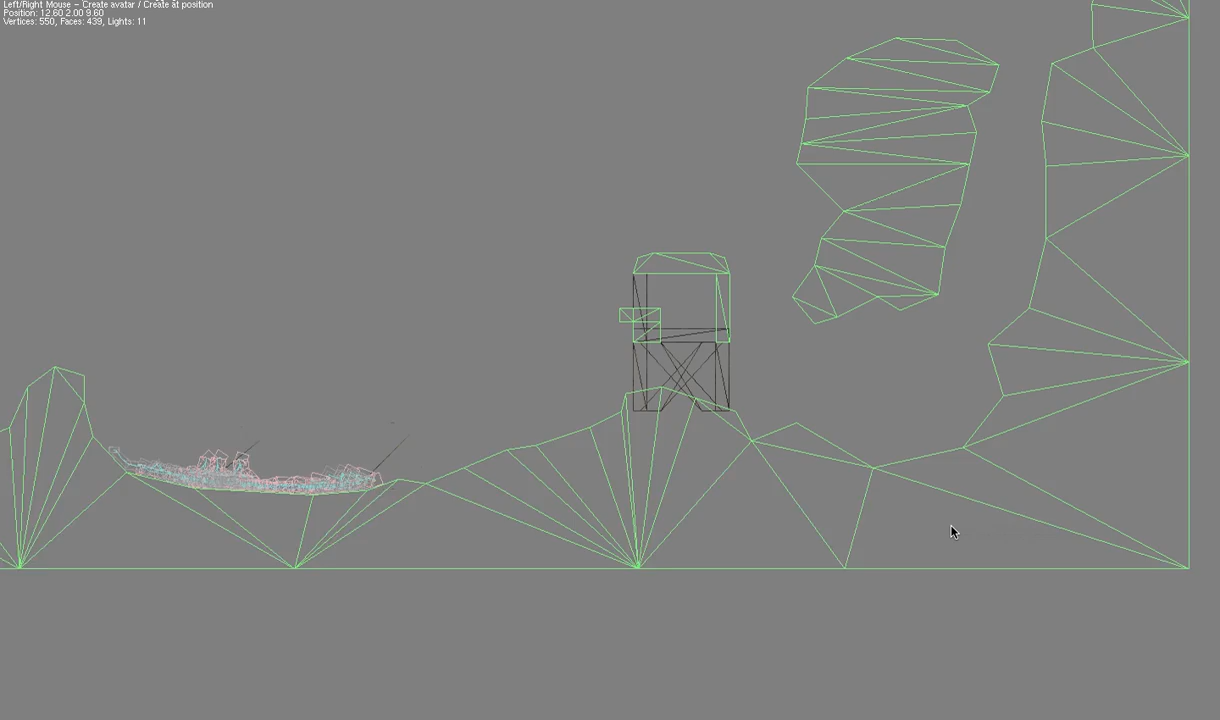 Left/Right Mouse - Create avatar / Create at position
Position: 12.60 2.00 9.60
Vertices: 550, Faces: 439, Lights: 11